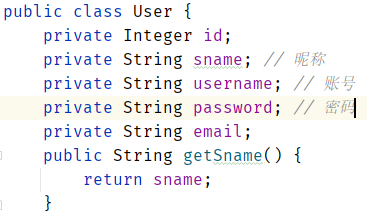 public class User {
    private Integer id;
    private String sname; // 昵称
    private String username; // 账号
    private String password; // 密码
    private String email;
    public String getSname() {
        return sname;
    }